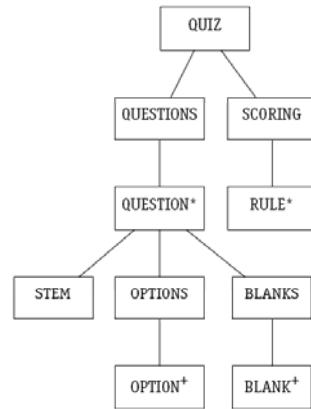 QUIZ
QUESTIONS SCORING
QUESTION* RULE*
STEM OPTIONS BLANKS
OPTION+ BLANK+